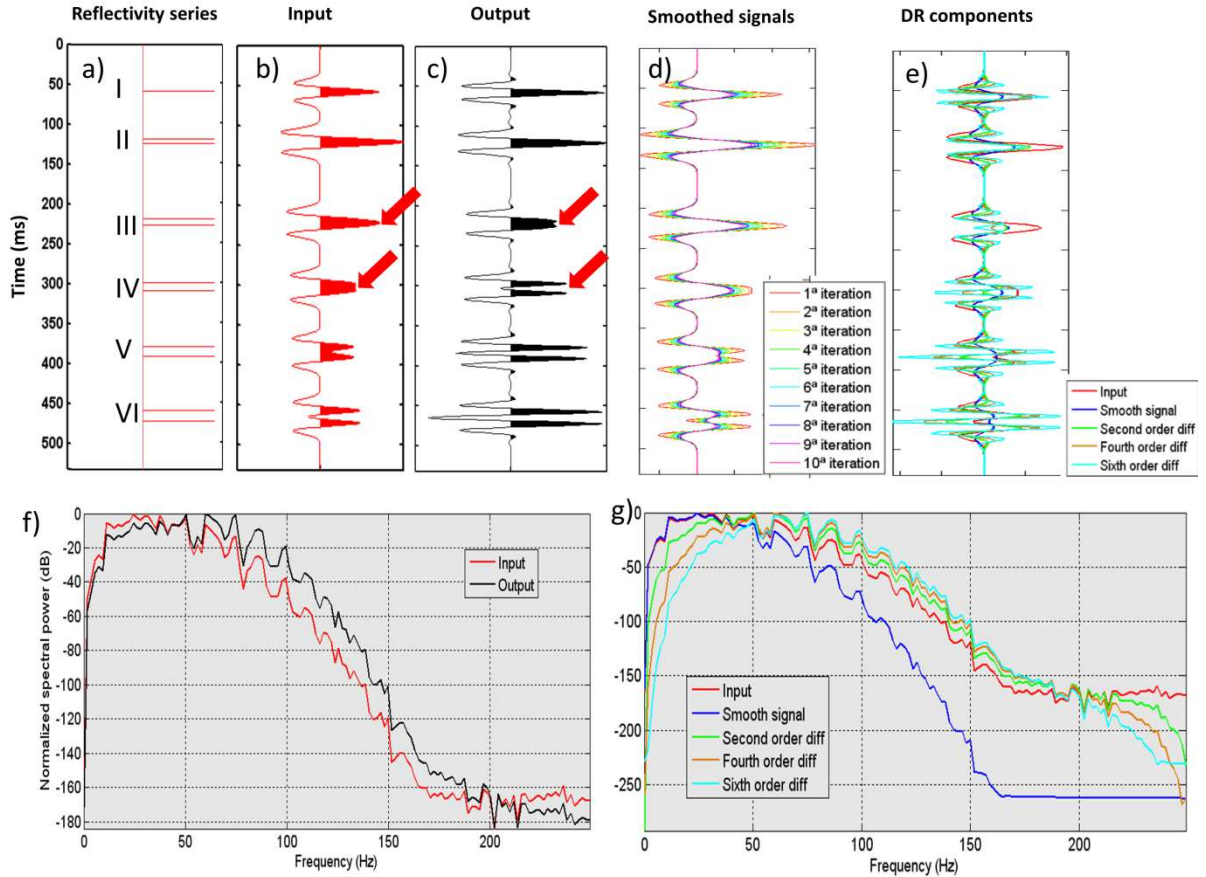 Reflectivity series
Input
Output
Smoothed signals
DR components
a)
b)
c)
d)
e)
Time (ms)
0
50
100
150
200
250
300
350
400
450
500
I
II
III
IV
V
VI
1ª iteration
2ª iteration
3ª iteration
4ª iteration
5ª iteration
6ª iteration
7ª iteration
8ª iteration
9ª iteration
10ª iteration
Input
Smooth signal
Second order diff
Fourth order diff
Sixth order diff
f)
Normalized spectral power (dB)
0
-20
-40
-60
-80
-100
-120
-140
-160
-180
Input
Output
0
50
100
150
200
Frequency (Hz)
g)
0
-50
-100
-150
-200
-250
Input
Smooth signal
Second order diff
Fourth order diff
Sixth order diff
0
50
100
150
200
Frequency (Hz)